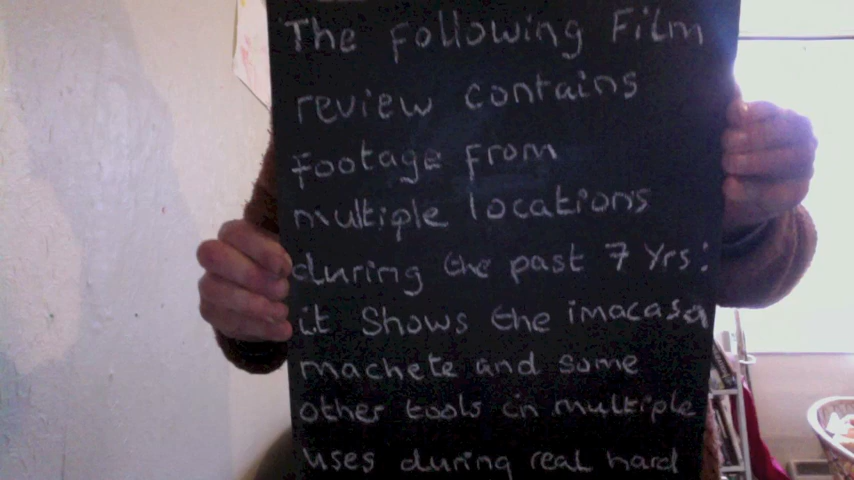 The Following Film
review contains
footage from
multiple locations
during the past 7 Yrs:
it shows the imacasa
machete and some
other tools in multiple
uses during real hard